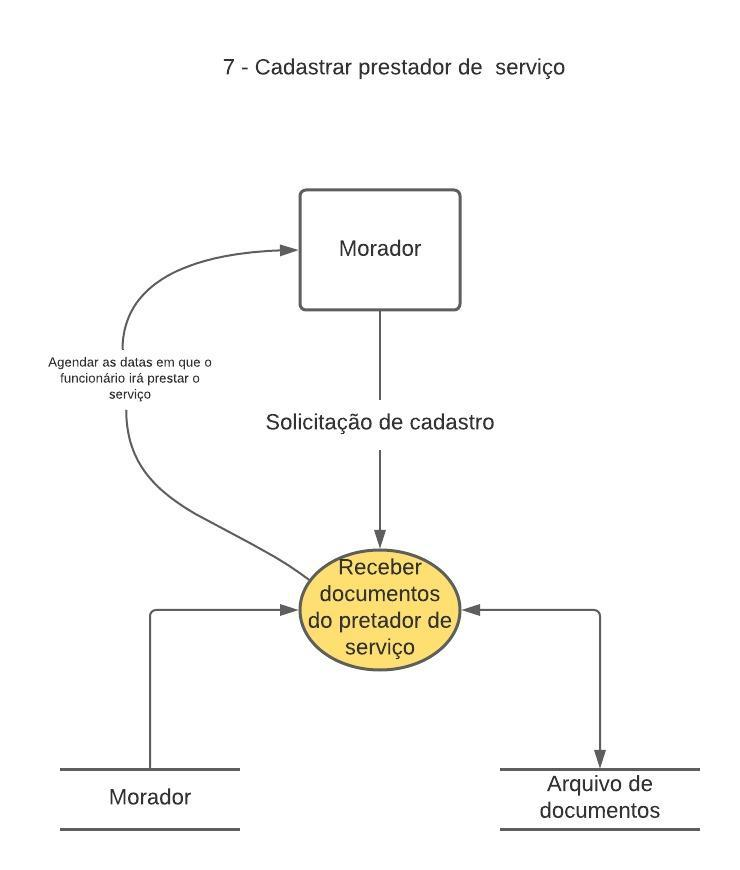 7 - Cadastrar prestador de  serviço
Morador
Agendar as datas em que o
funcionário irá prestar o
serviço
Solicitação de cadastro
Receber
documentos
do pretador de
serviço
Morador
Arquivo de
documentos